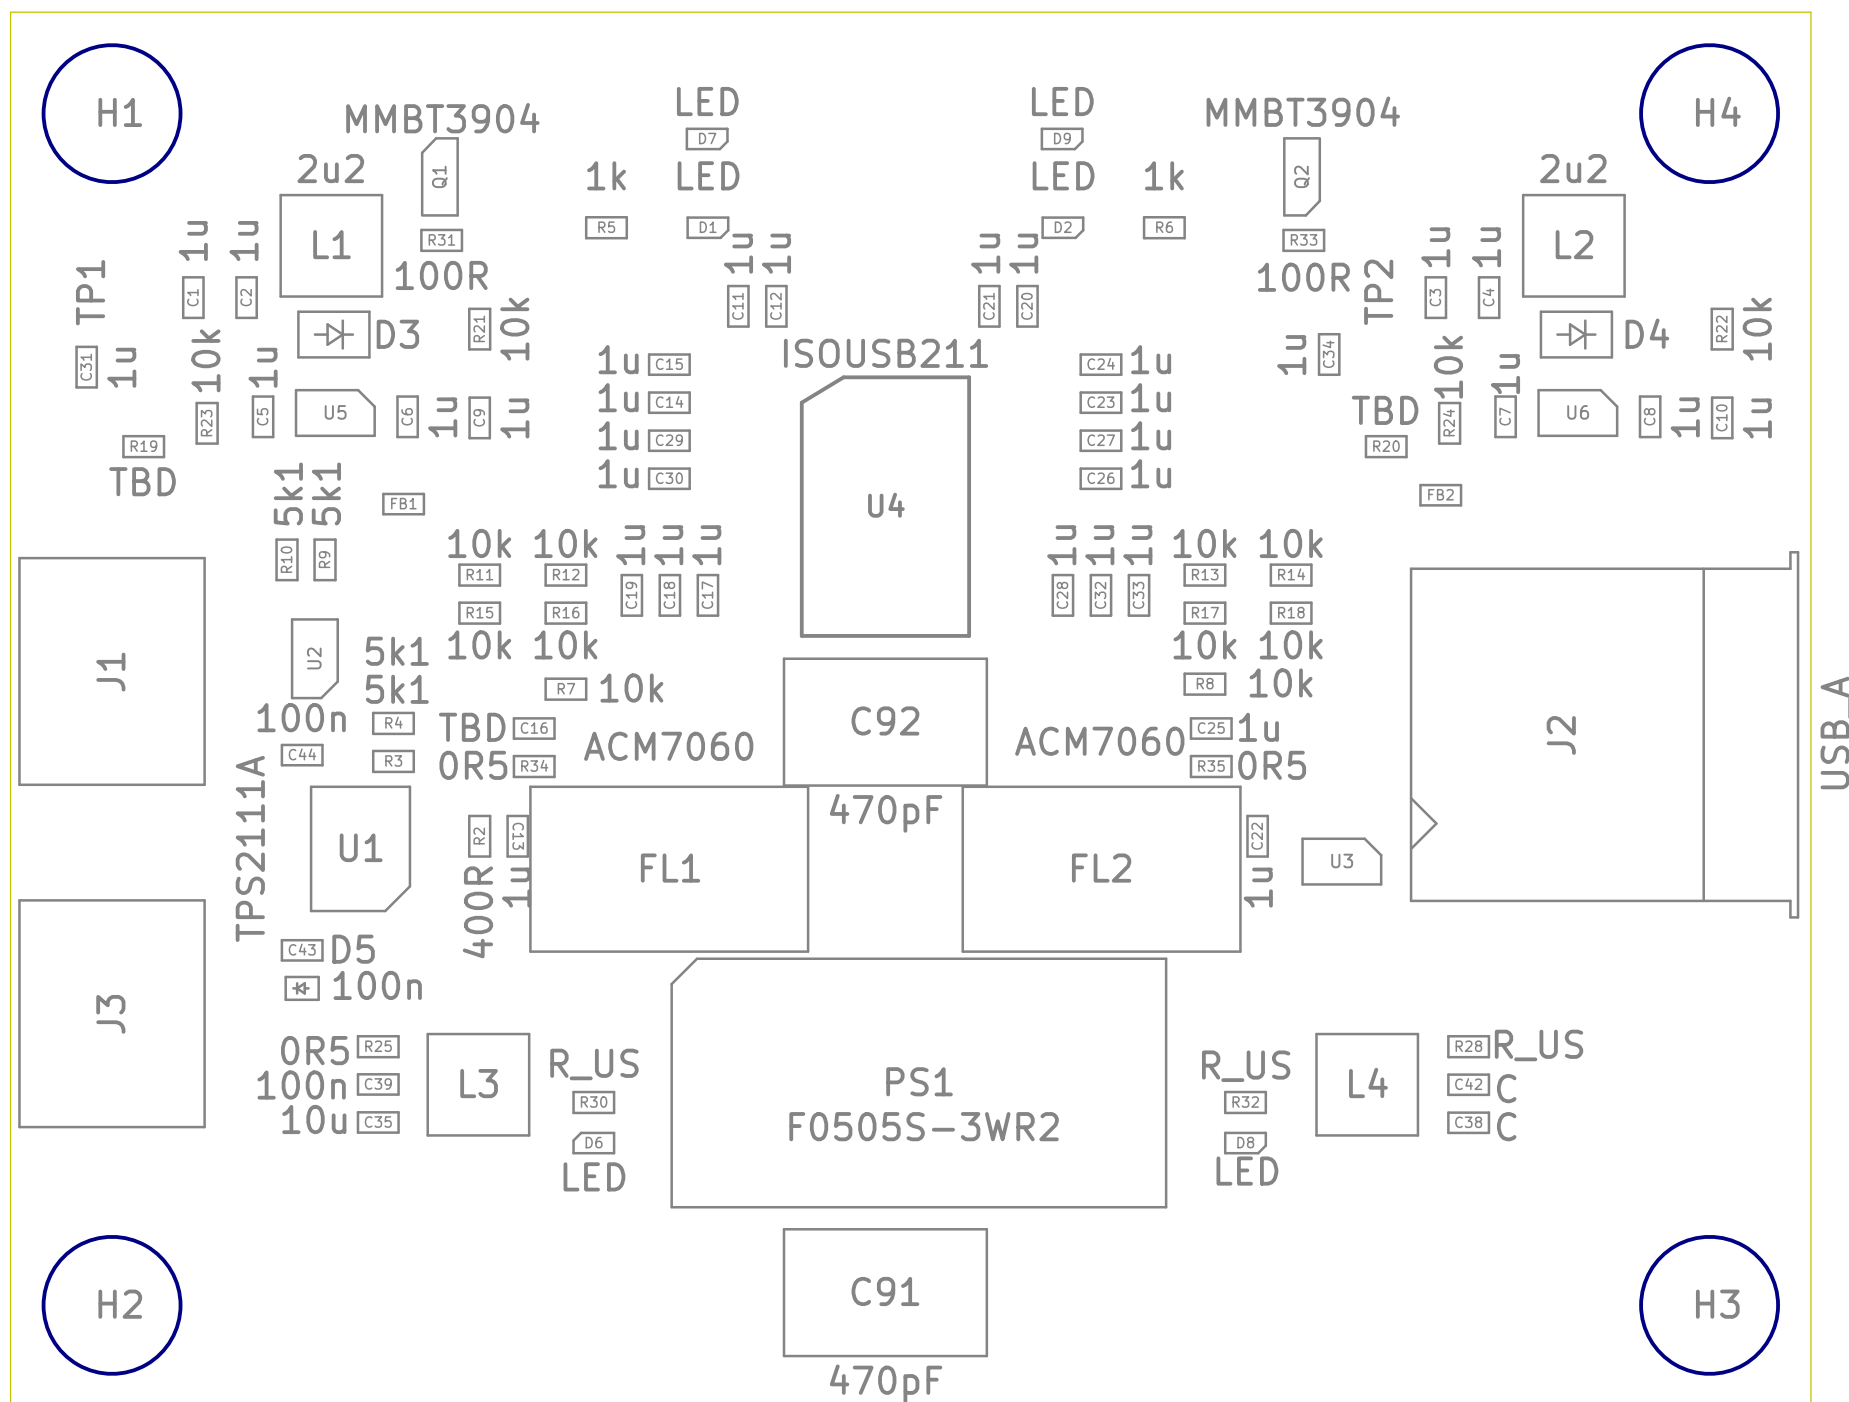 H1
MMBT3904
LED
LED
MMBT3904
H4
D7
D9
2u2
Q1
1k
LED
LED
1k
Q2
2u2
R5
D1
D2
R6
1u
1u
L1
R31
1u
1u
1u
1u
R33
1u
1u
L2
100R
100R
TP1
C1
C2
C11
C12
C21
C20
TP2
C3
C4
D3
R21
10k
ISOUSB211
1u
C34
D4
R22
10k
C31
1u
10k
1u
1u
C15
C24
1u
10k
1u
1u
C14
C23
1u
R23
C5
U5
C6
1u
C9
1u
TBD
R24
C7
U6
C8
1u
C10
1u
R19
1u
C29
C27
1u
R20
TBD
1u
C30
C26
1u
5k1
5k1
FB1
U4
FB2
R10
R9
10k
10k
1u
1u
1u
1u
1u
1u
10k
10k
R11
R12
R13
R14
C19
C18
C17
C28
C32
C33
R15
R16
R17
R18
10k
10k
10k
10k
J1
U2
5k1
5k1
R7
10k
R8
10k
100n
R4
TBD
C16
C92
C25
1u
ACM7060
ACM7060
J2
USB_A
C44
R3
0R5
R34
R35
0R5
470pF
TPS2111A
U1
R2
C13
C22
U3
400R
1u
FL1
FL2
1u
C43
D5
100n
J3
0R5
R25
R_US
R_US
R28
R_US
100n
C39
L3
PS1
L4
C42
C
10u
C35
R30
R32
C38
C
F0505S-3WR2
D6
D8
LED
LED
H2
C91
H3
470pF